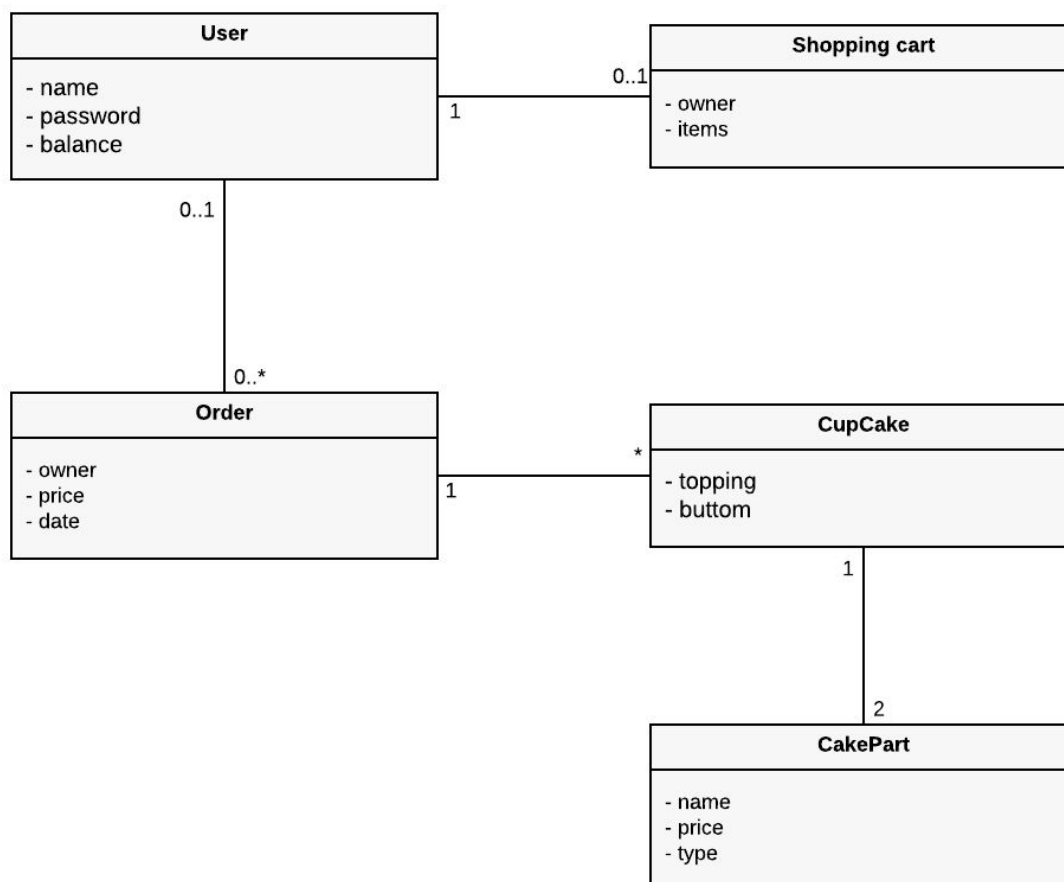 User
- name
- password
- balance
1
0..1
Shopping cart
- owner
- items
0..1
0..*
Order
- owner
- price
- date
1
*
CupCake
- topping
- buttom
1
2
CakePart
- name
- price
- type